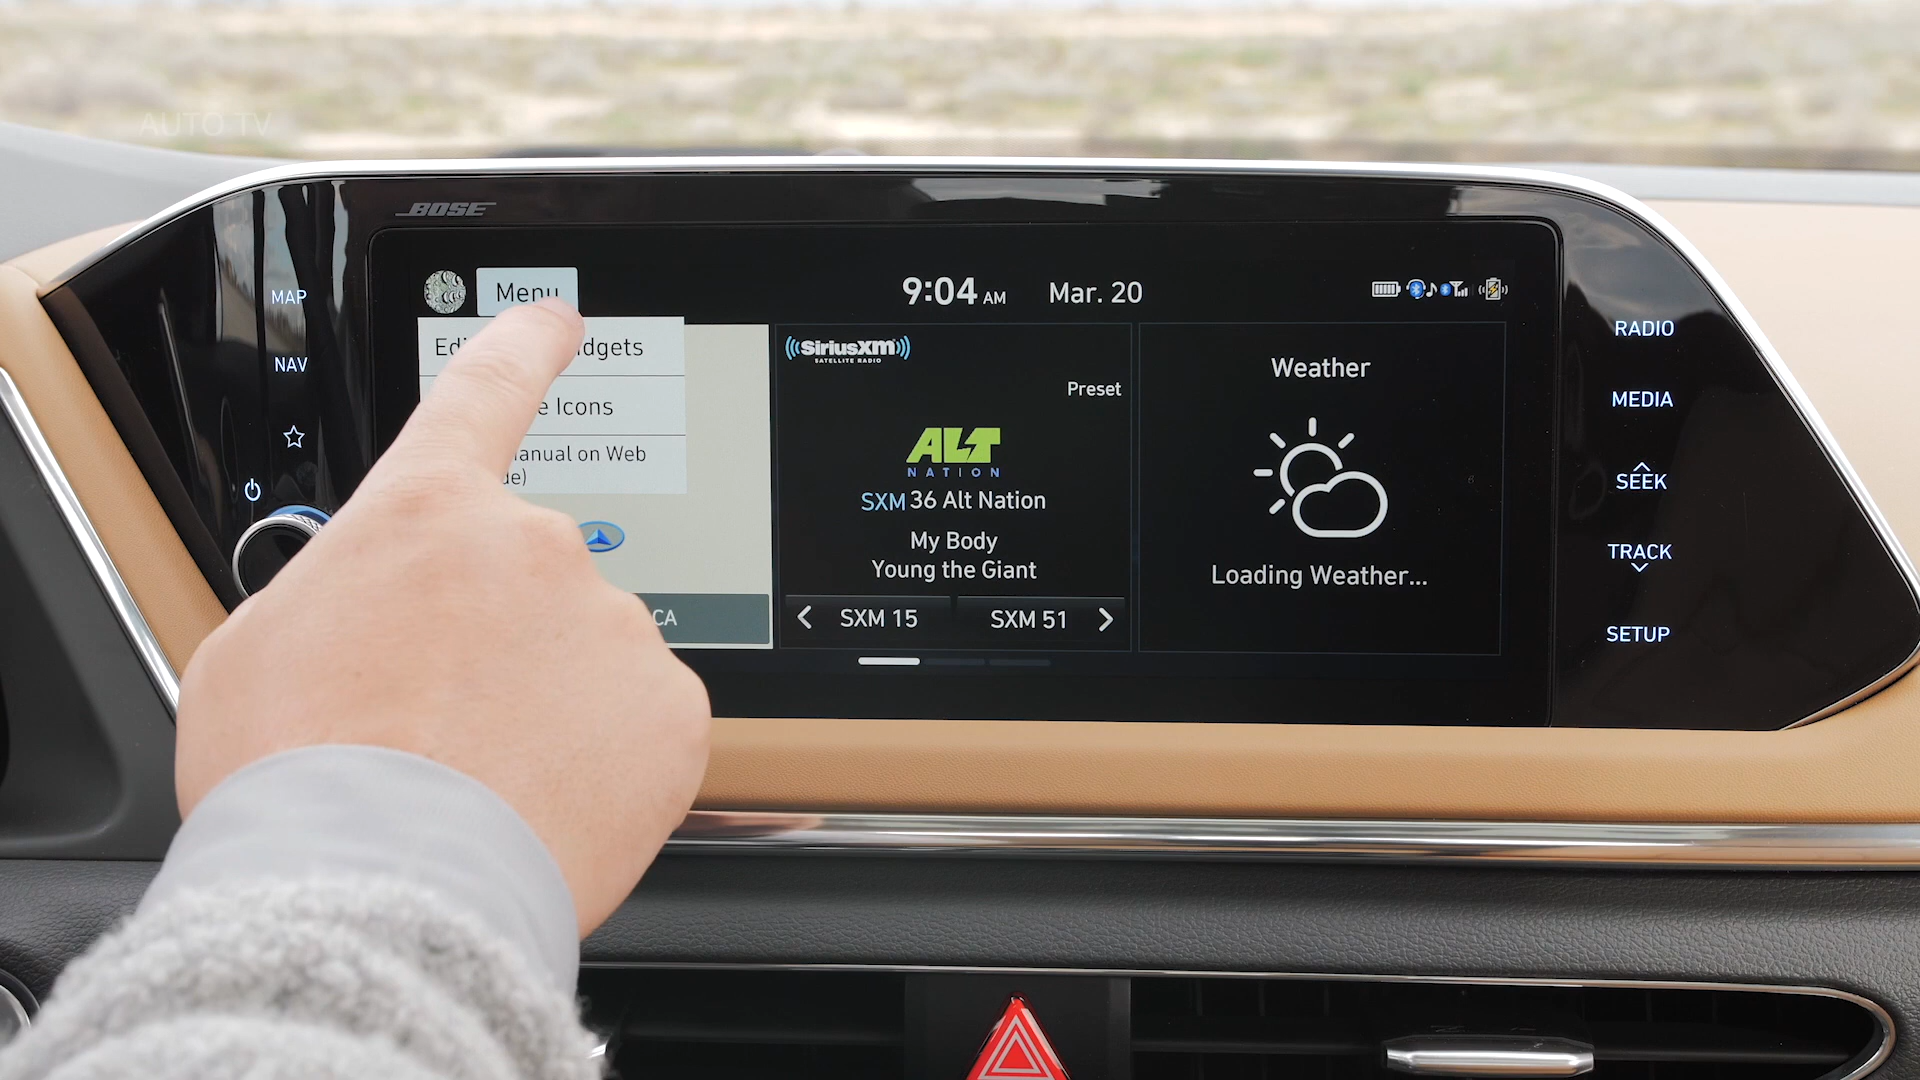 AUTO TV
BOSE
MAP
NAV
Menu
9:04 AM
Mar. 20
Icons
on Web
CA
SiriusXM
SATELLITE RADIO
Preset
ALT
NATION
SXM 36 Alt Nation
My Body
Young the Giant
SXM 15
SXM 51
Weather
Loading Weather...
RADIO
MEDIA
SEEK
TRACK
SETUP